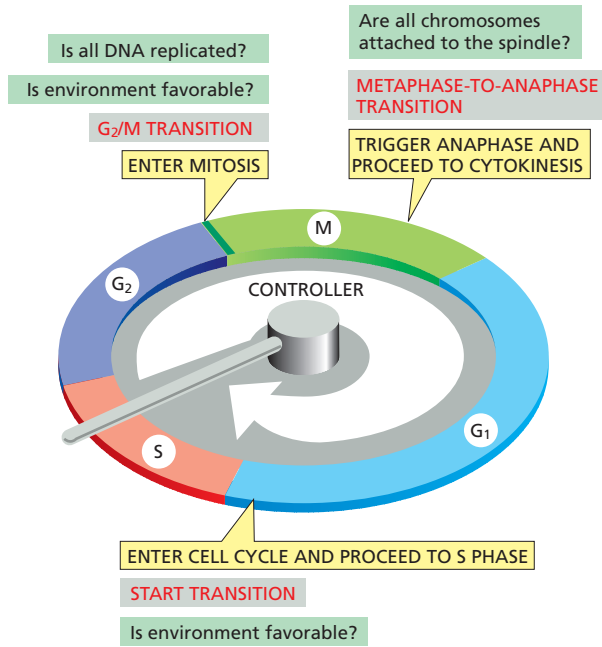 Is all DNA replicated?
Is environment favorable?
G₂/M TRANSITION
ENTER MITOSIS
Are all chromosomes
attached to the spindle?
METAPHASE-TO-ANAPHASE
TRANSITION
TRIGGER ANAPHASE AND
PROCEED TO CYTOKINESIS
M
G₂
CONTROLLER
G₁
S
ENTER CELL CYCLE AND PROCEED TO S PHASE
START TRANSITION
Is environment favorable?